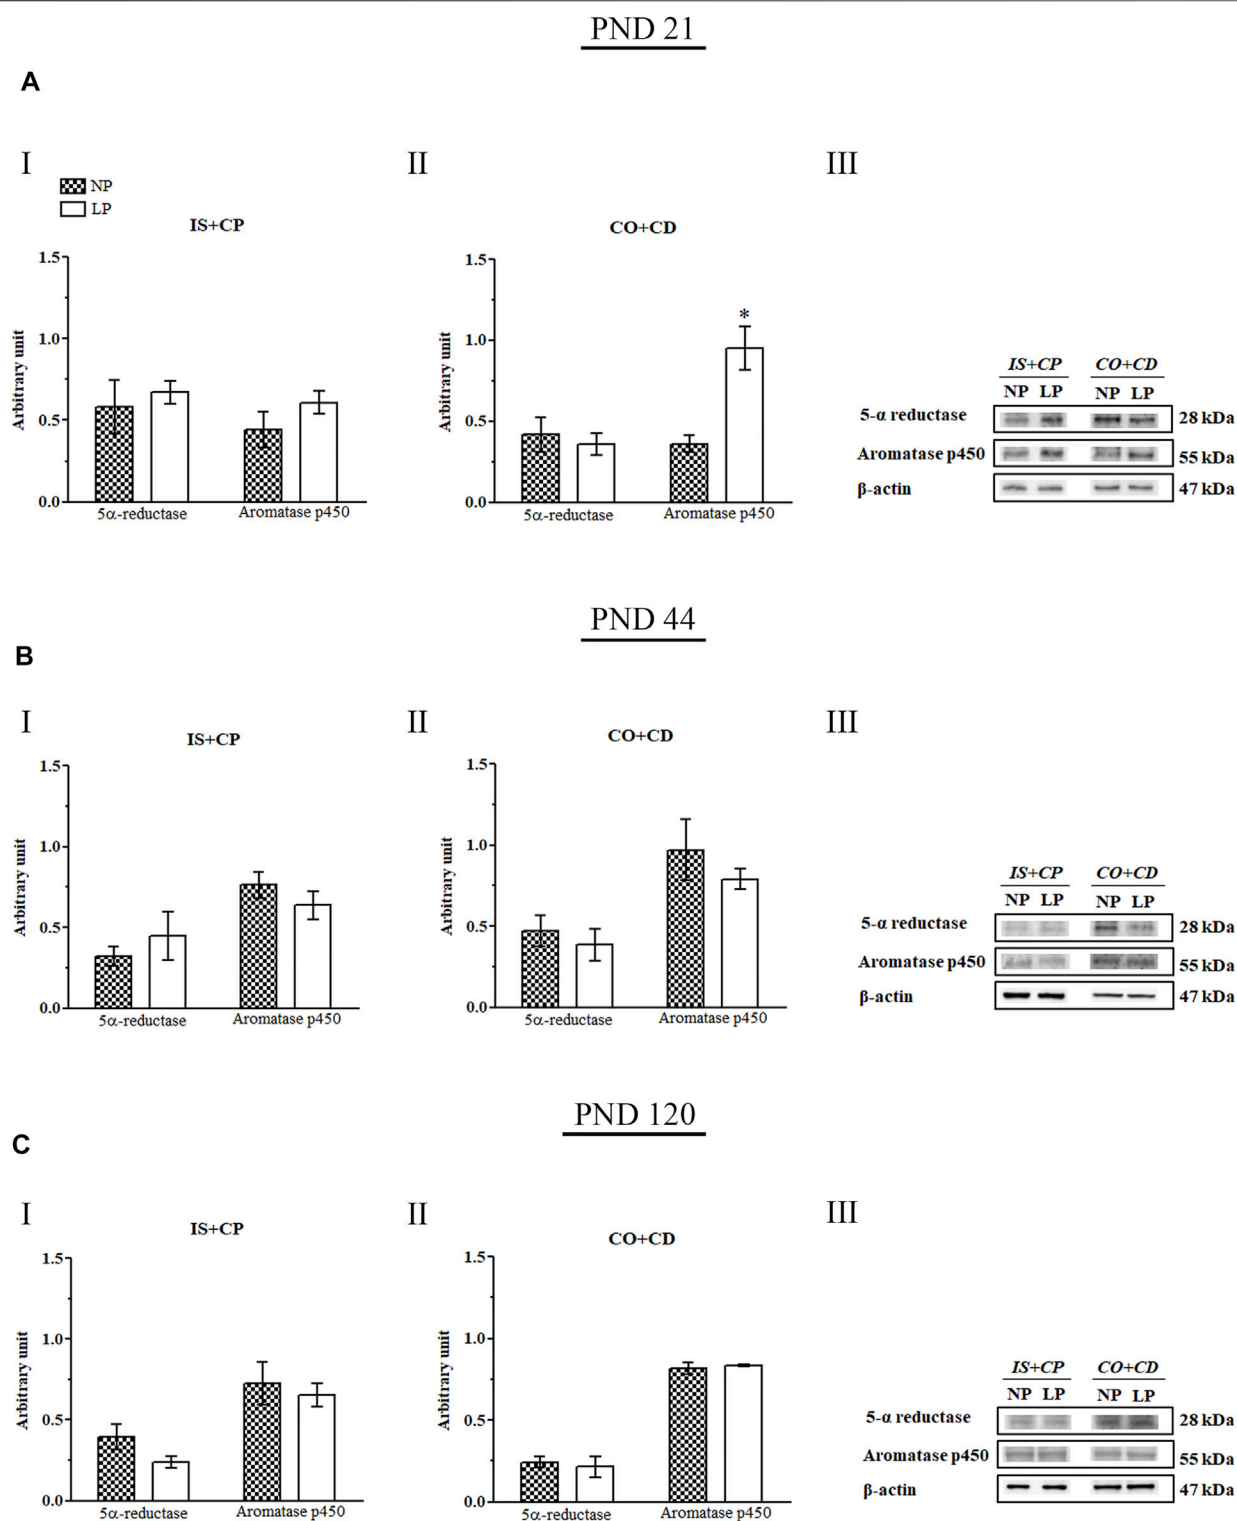 PND 21
A
I
II
III
NP
LP
IS+CP
CO+CD
1.5
1.0
0.5
0.0
Arbitrary unit
5α-reductase
Aromatase p450
1.5
1.0
0.5
0.0
Arbitrary unit
*
5α-reductase
Aromatase p450
IS+CP CO+CD
NP LP NP LP
5-α reductase 28 kDa
Aromatase p450 55 kDa
β-actin 47 kDa
PND 44
B
I
II
III
IS+CP
CO+CD
1.5
1.0
0.5
0.0
Arbitrary unit
5α-reductase
Aromatase p450
1.5
1.0
0.5
0.0
Arbitrary unit
5α-reductase
Aromatase p450
IS+CP CO+CD
NP LP NP LP
5-α reductase 28 kDa
Aromatase p450 55 kDa
β-actin 47 kDa
PND 120
C
I
II
III
IS+CP
CO+CD
1.5
1.0
0.5
0.0
Arbitrary unit
5α-reductase
Aromatase p450
1.5
1.0
0.5
0.0
Arbitrary unit
5α-reductase
Aromatase p450
IS+CP CO+CD
NP LP NP LP
5-α reductase 28 kDa
Aromatase p450 55 kDa
β-actin 47 kDa